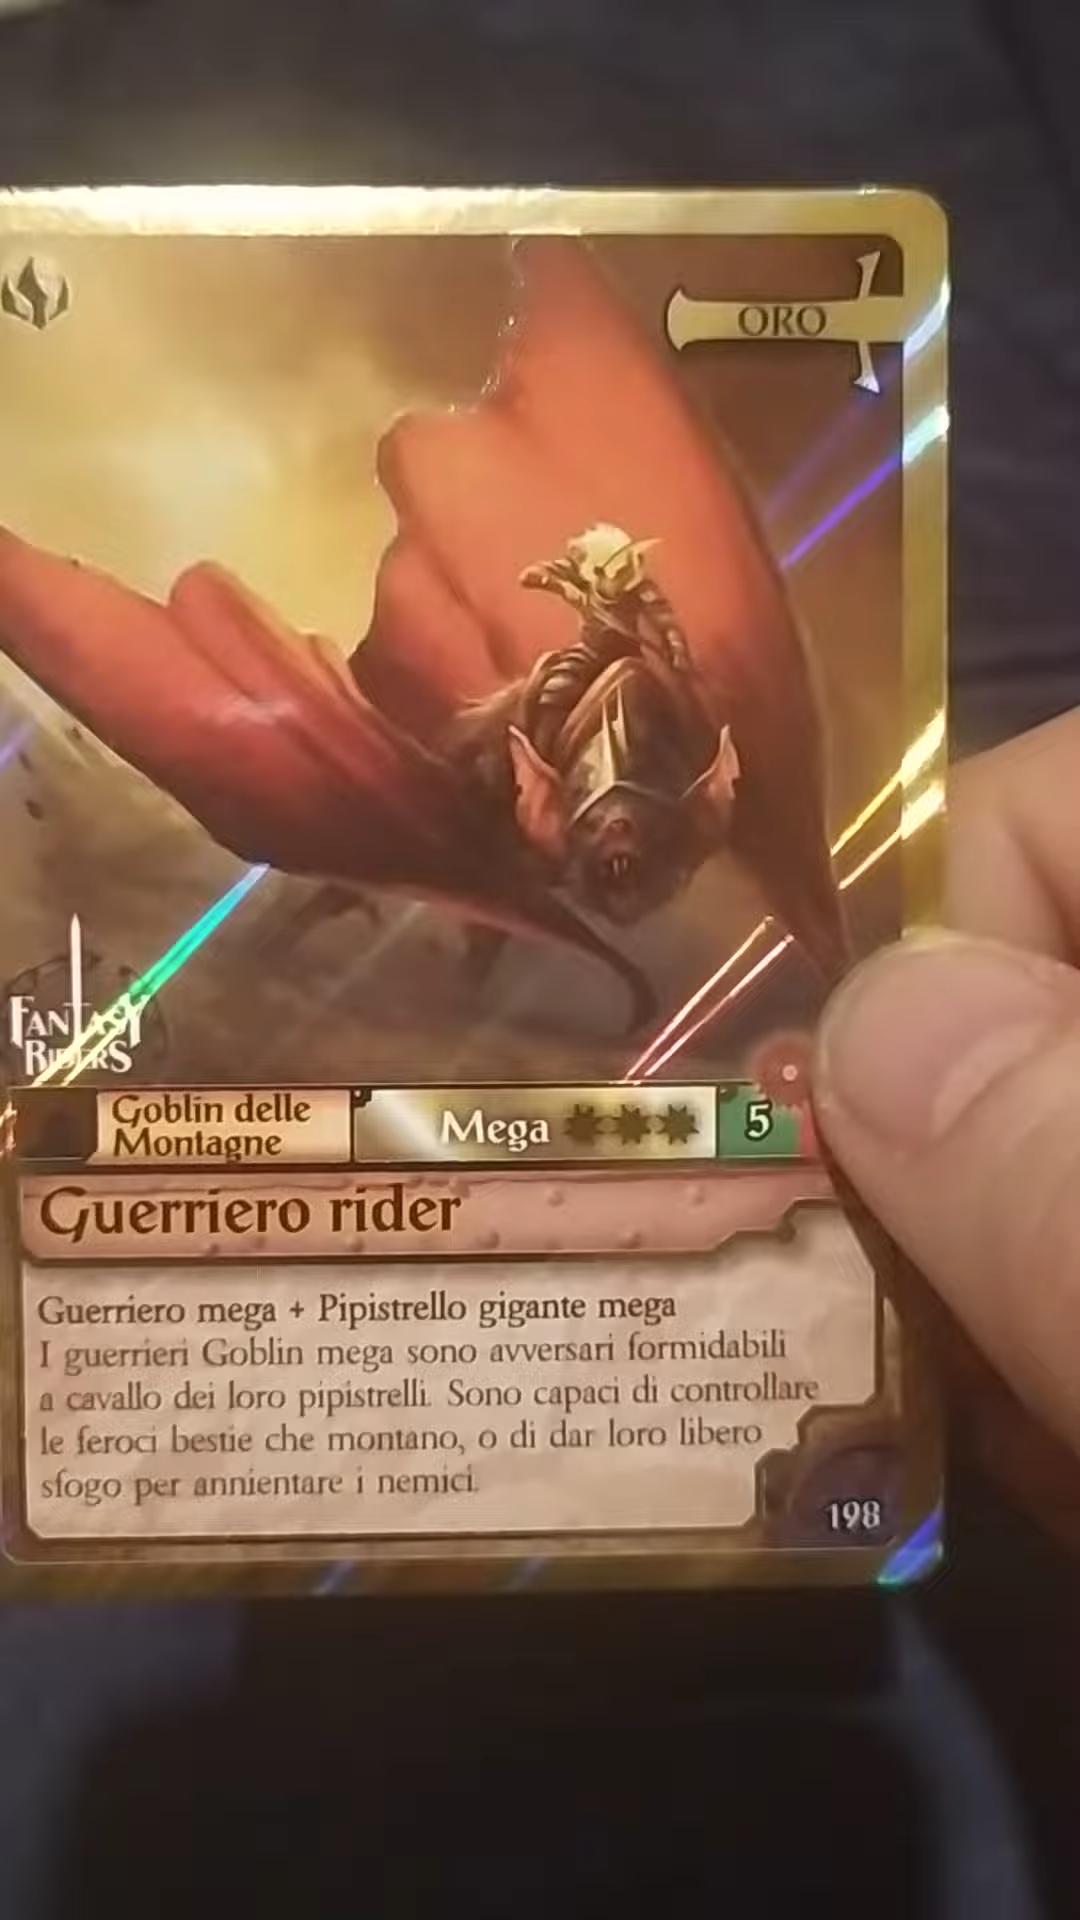 ORO
FANTASY
RIDERS
Goblin delle
Montagne
Mega
5
Guerriero rider
Guerriero mega + Pipistrello gigante mega
I guerrieri Goblin mega sono avversari formidabili
a cavallo dei loro pipistrelli. Sono capaci di controllare
le feroci bestie che montano, o di dar loro libero
sfogo per annientare i nemici.
198